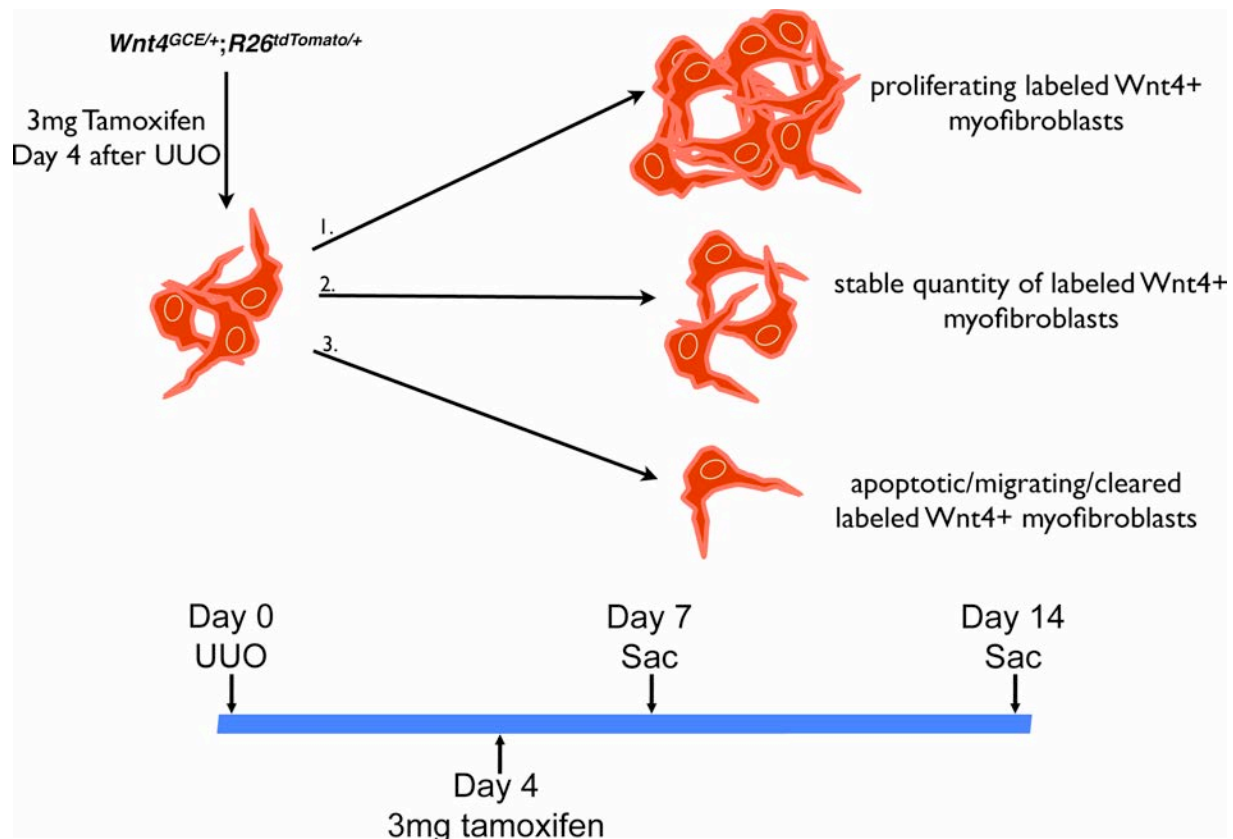 Wnt4GCE/+;R26tdTomato/+
3mg Tamoxifen
Day 4 after UUO
1.
2.
3.
proliferating labeled Wnt4+
myofibroblasts
stable quantity of labeled Wnt4+
myofibroblasts
apoptotic/migrating/cleared
labeled Wnt4+ myofibroblasts
Day 0
UUO
Day 7
Sac
Day 14
Sac
Day 4
3mg tamoxifen